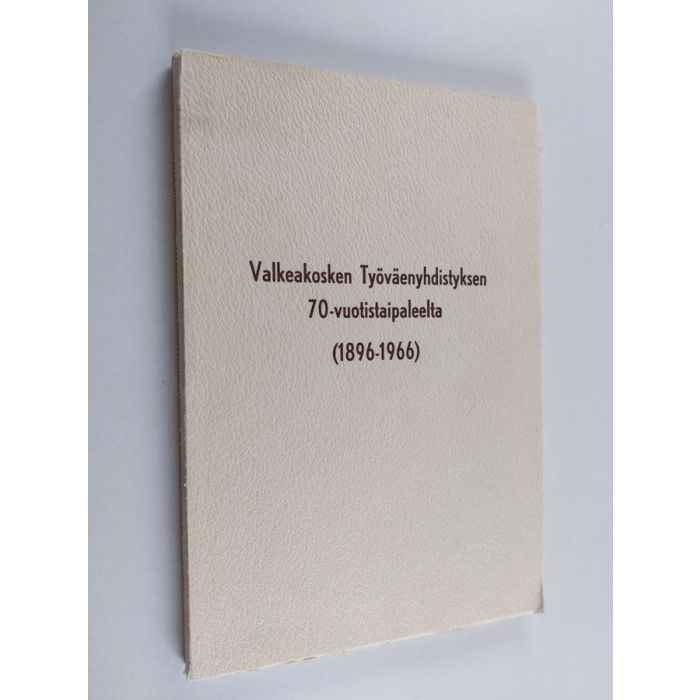 Valkeakosken Työväenyhdistyksen
70-vuotistaipaleelta
(1896-1966)